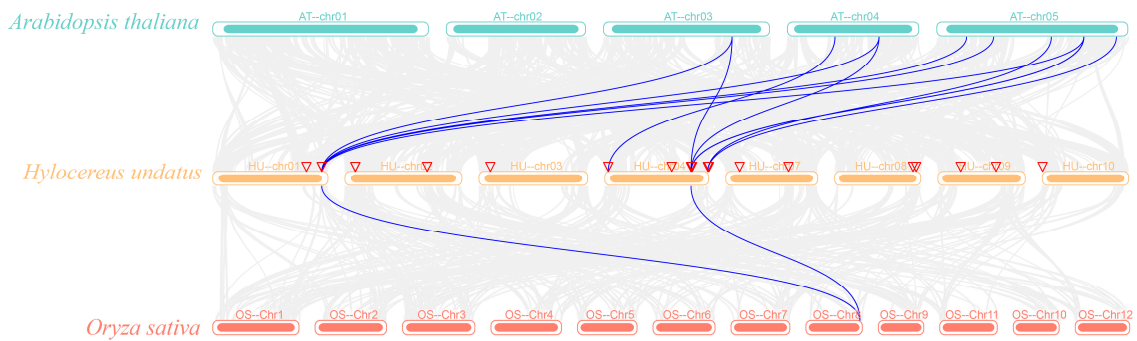 Arabidopsis thaliana
AT--chr01 AT--chr02 AT--chr03 AT--chr04 AT--chr05
Hylocereus undatus
HU--chr01 HU--chr03 HU--chr08 HU--chr10
Oryza sativa
OS--Chr1 OS--Chr2 OS--Chr3 OS--Chr4 OS--Chr5 OS--Chr6 OS--Chr7 OS--Chr8 OS--Chr9 OS--Chr11 OS--Chr10 OS--Chr12